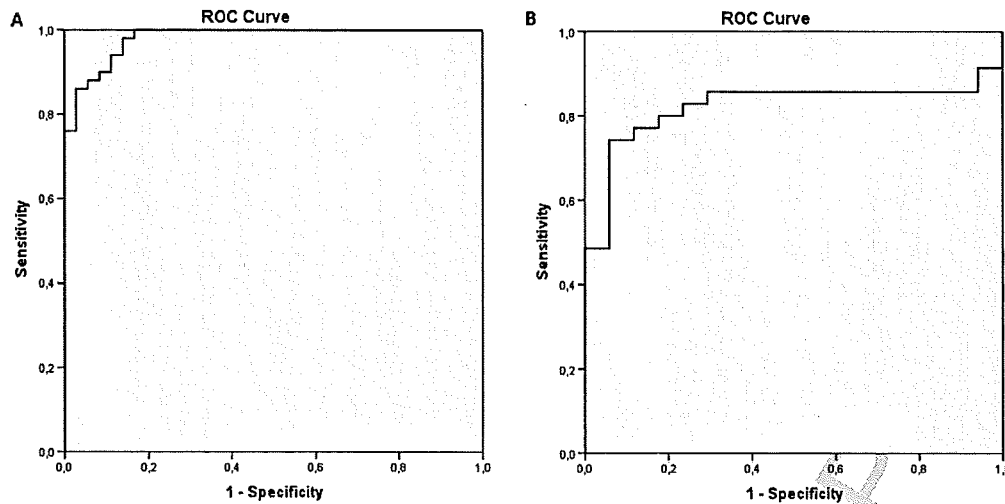 A
ROC Curve
1,0
0,8
0,6
0,4
0,2
0,0
Sensitivity
0,0 0,2 0,4 0,6 0,8 1,0
1 - Specificity
B
ROC Curve
1,0
0,8
0,6
0,4
0,2
0,0
Sensitivity
0,0 0,2 0,4 0,6 0,8 1,
1 - Specificity